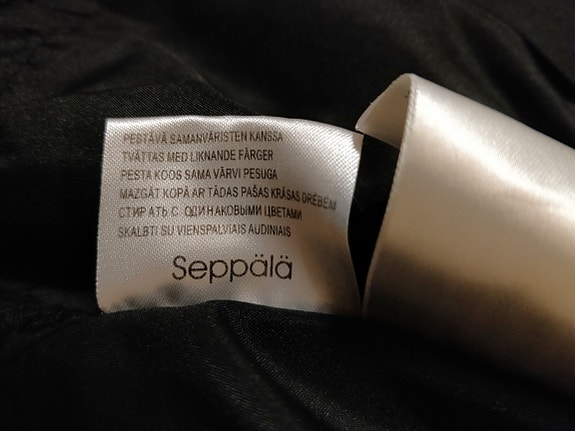 PESTÄVÄ SAMANVÄRISTEN KANSSA
TVÄTTAS MED LIKNANDE FÄRGER
PESTA KOOS SAMA VÄRVI PESUGA
MAZGĀT KOPĀ AR TĀDAS PAŠAS KRĀSAS DRĒBĒM
СТИРАТЬ С ОДИНАКОВЫМИ ЦВЕТАМИ
SKALBTI SU VIENSPALVIAIS AUDINIAIS
Seppälä